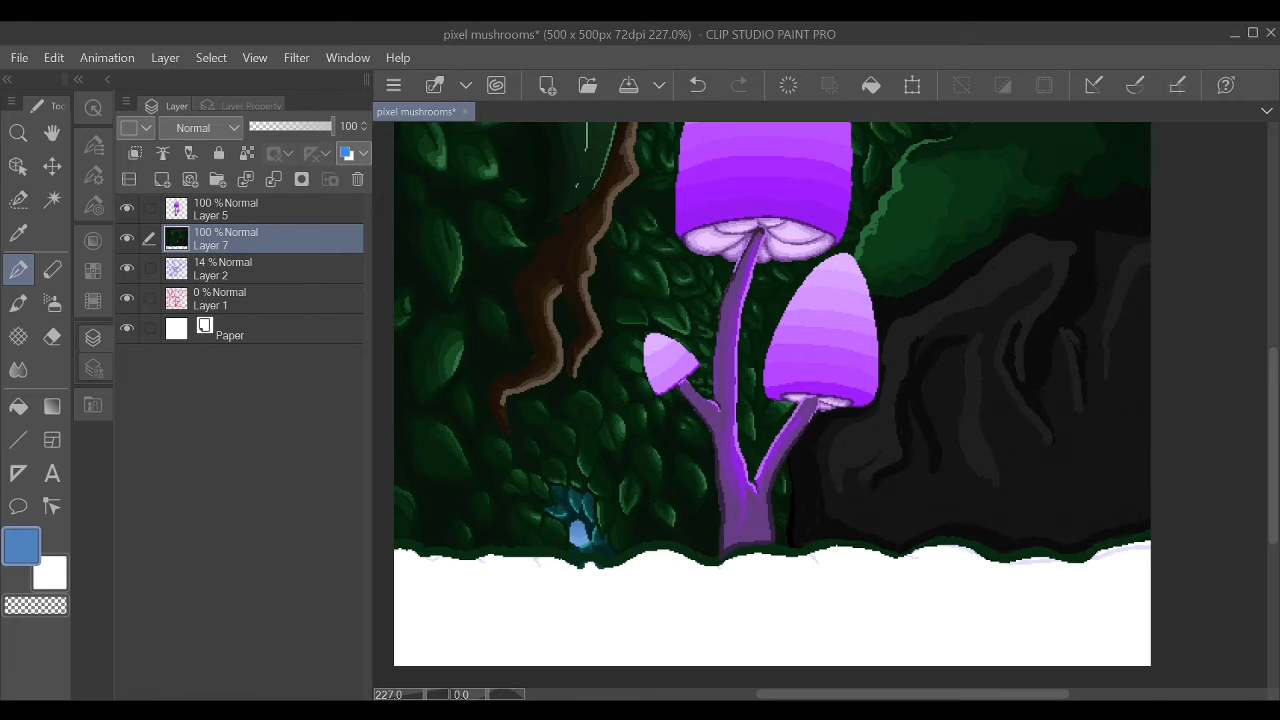 pixel mushrooms* (500 x 500px 72dpi 227.0%) - CLIP STUDIO PAINT PRO
File Edit Animation Layer Select View Filter Window Help
Toc Layer Layer Property
pixel mushrooms*
Normal 100
100 %Normal
Layer 5
100 %Normal
Layer 7
14 %Normal
Layer 2
0 %Normal
Layer 1
Paper
A
227.0 0.0